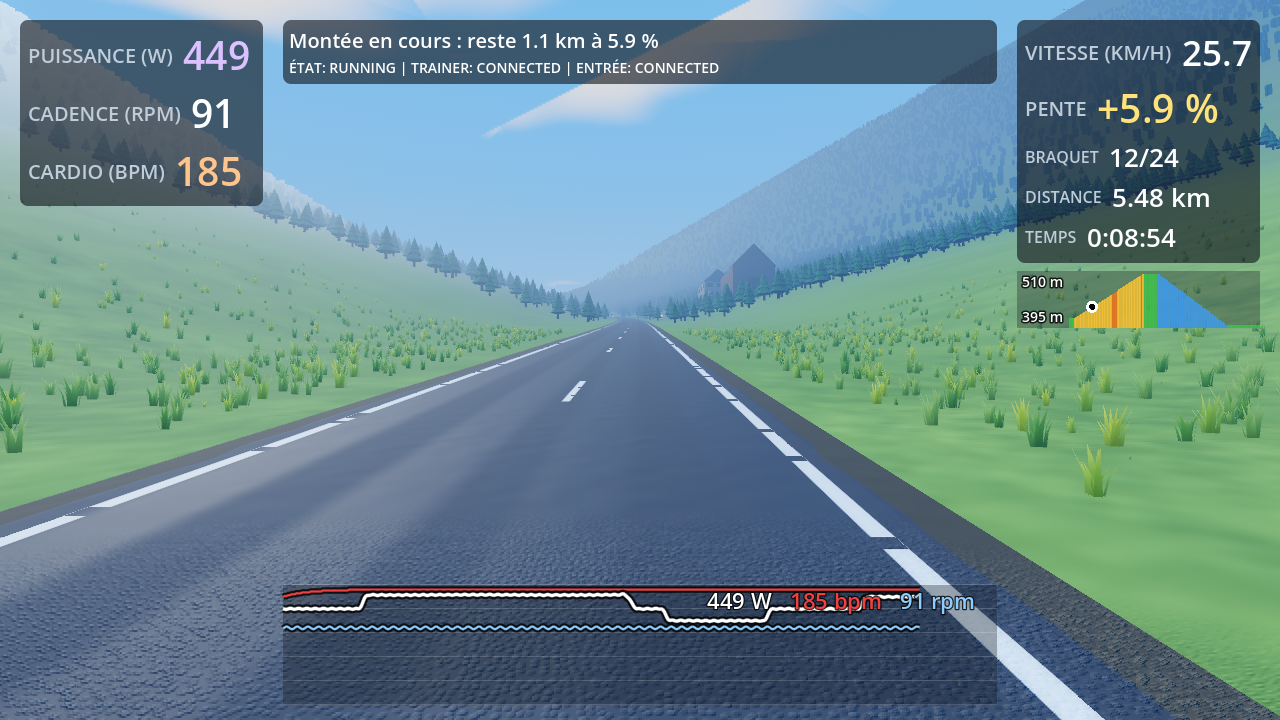 PUISSANCE (W) 449
CADENCE (RPM) 91
CARDIO (BPM) 185
Montée en cours : reste 1.1 km à 5.9 %
ÉTAT: RUNNING | TRAINER: CONNECTED | ENTRÉE: CONNECTED
VITESSE (KM/H) 25.7
PENTE +5.9 %
BRAQUET 12/24
DISTANCE 5.48 km
TEMPS 0:08:54
510 m
395 m
449 W 185 bpm 91 rpm